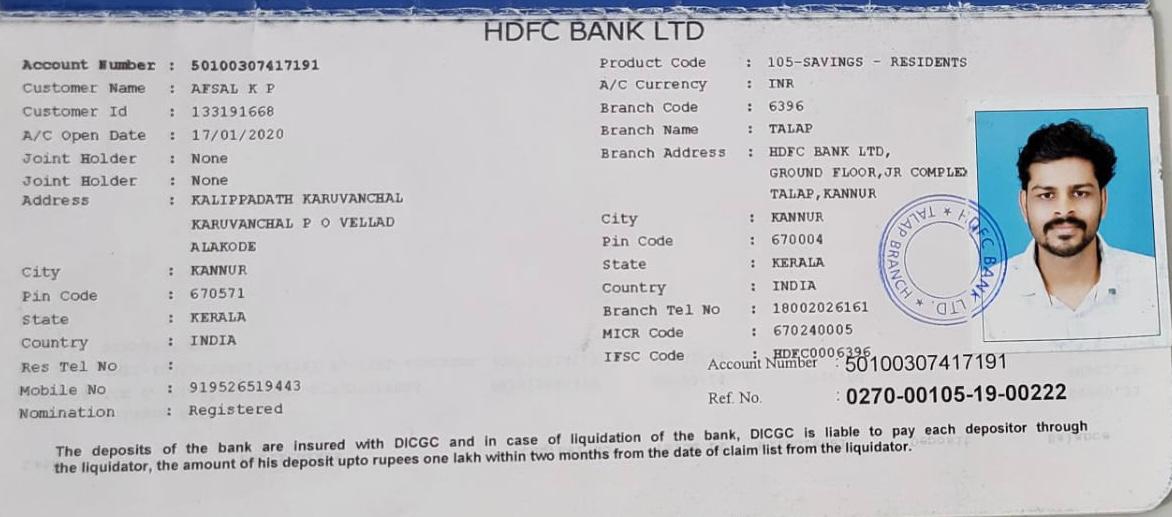 HDFC BANK LTD
Account Number : 50100307417191
Customer Name : AFSAL K P
Customer Id : 133191668
A/C Open Date : 17/01/2020
Joint Holder : None
Joint Holder : None
Address : KALIPPADATH KARUVANCHAL
KARUVANCHAL P O VELLAD
ALAKODE
City : KANNUR
Pin Code : 670571
State : KERALA
Country : INDIA
Res Tel No :
Mobile No : 919526519443
Nomination : Registered
Product Code : 105-SAVINGS - RESIDENTS
A/C Currency : INR
Branch Code : 6396
Branch Name : TALAP
Branch Address : HDFC BANK LTD,
GROUND FLOOR,JR COMPLEX
TALAP,KANNUR
City : KANNUR
Pin Code : 670004
State : KERALA
Country : INDIA
Branch Tel No : 18002026161
MICR Code : 670240005
IFSC Code : HDFC0006396
Account Number : 50100307417191
Ref. No. : 0270-00105-19-00222
HDFC BANK LTD. * TALAP BRANCH *
The deposits of the bank are insured with DICGC and in case of liquidation of the bank, DICGC is liable to pay each depositor through
the liquidator, the amount of his deposit upto rupees one lakh within two months from the date of claim list from the liquidator.